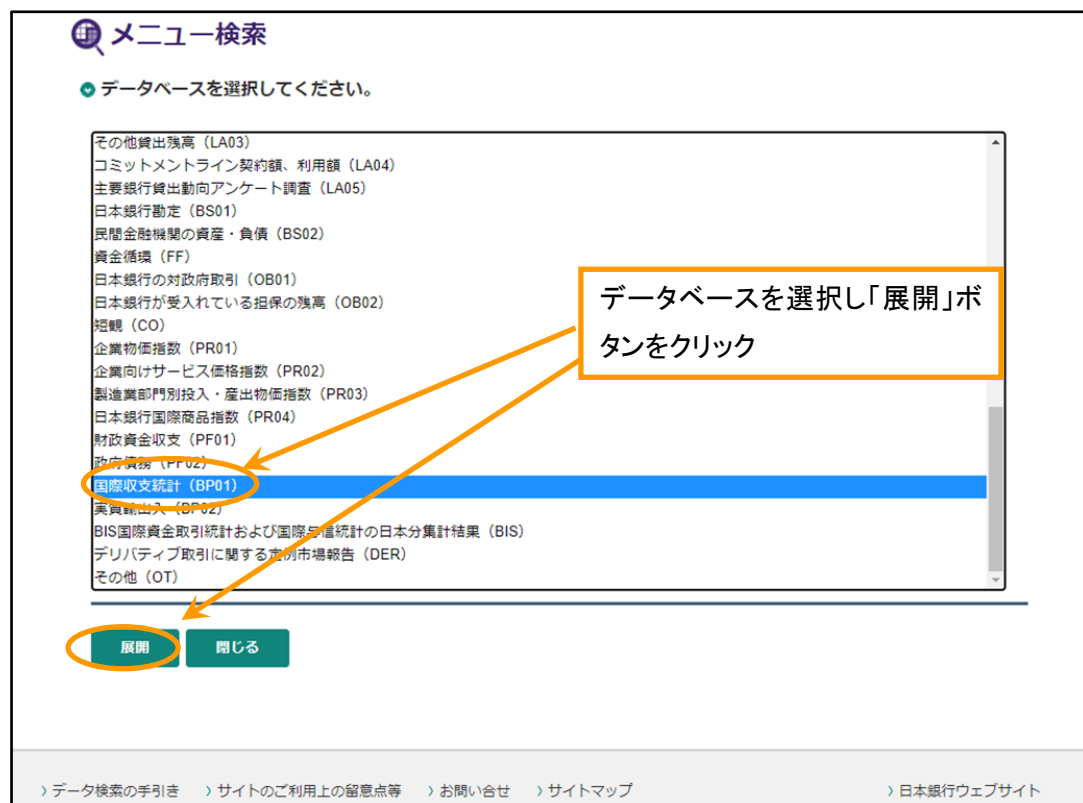 メニュー検索
データベースを選択してください。
その他貸出残高（LA03）
コミットメントライン契約額、利用額（LA04）
主要銀行貸出動向アンケート調査（LA05）
日本銀行勘定（BS01）
民間金融機関の資産・負債（BS02）
資金循環（FF）
日本銀行の対政府取引（OB01）
日本銀行が受入れている担保の残高（OB02）
短観（CO）
企業物価指数（PR01）
企業向けサービス価格指数（PR02）
製造業部門別投入・産出物価指数（PR03）
日本銀行国際商品指数（PR04）
財政資金収支（PF01）
政府債務（PF02）
国際収支統計（BP01）
実質輸出入（BP02）
BIS国際資金取引統計および国際与信統計の日本分集計結果（BIS）
デリバティブ取引に関する定例市場報告（DER）
その他（OT）
データベースを選択し「展開」ボ
タンをクリック
展開 閉じる
データ検索の手引き サイトのご利用上の留意点等 お問い合せ サイトマップ 日本銀行ウェブサイト